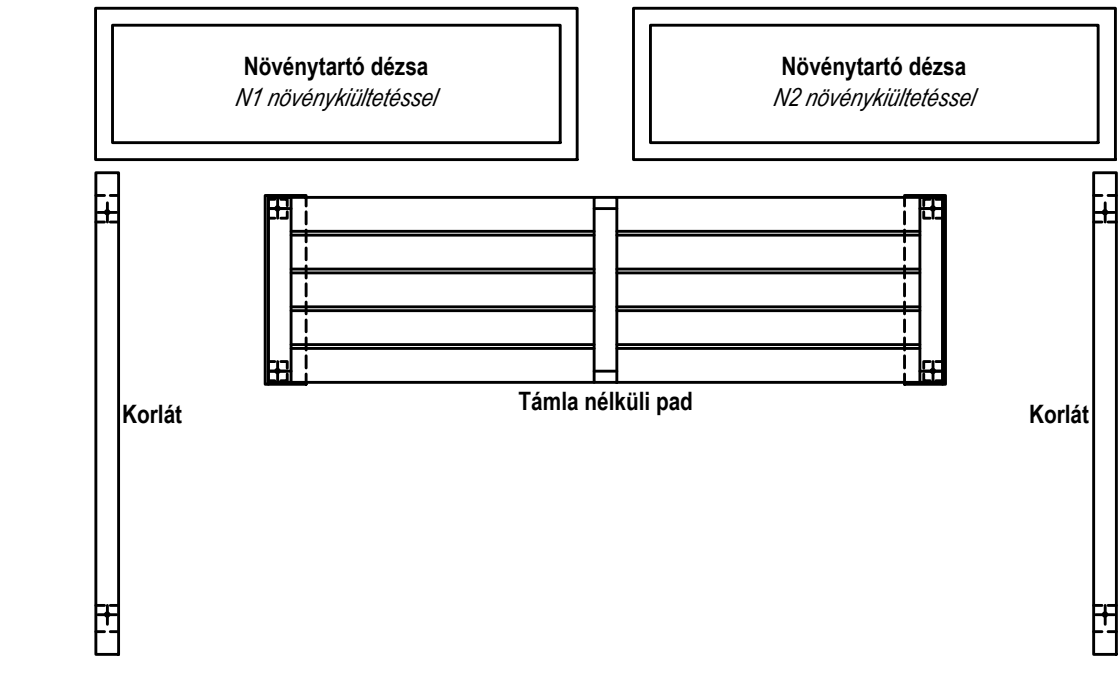 Növénytartó dézsa
N1 növénykiültetéssel
Növénytartó dézsa
N2 növénykiültetéssel
Támla nélküli pad
Korlát
Korlát